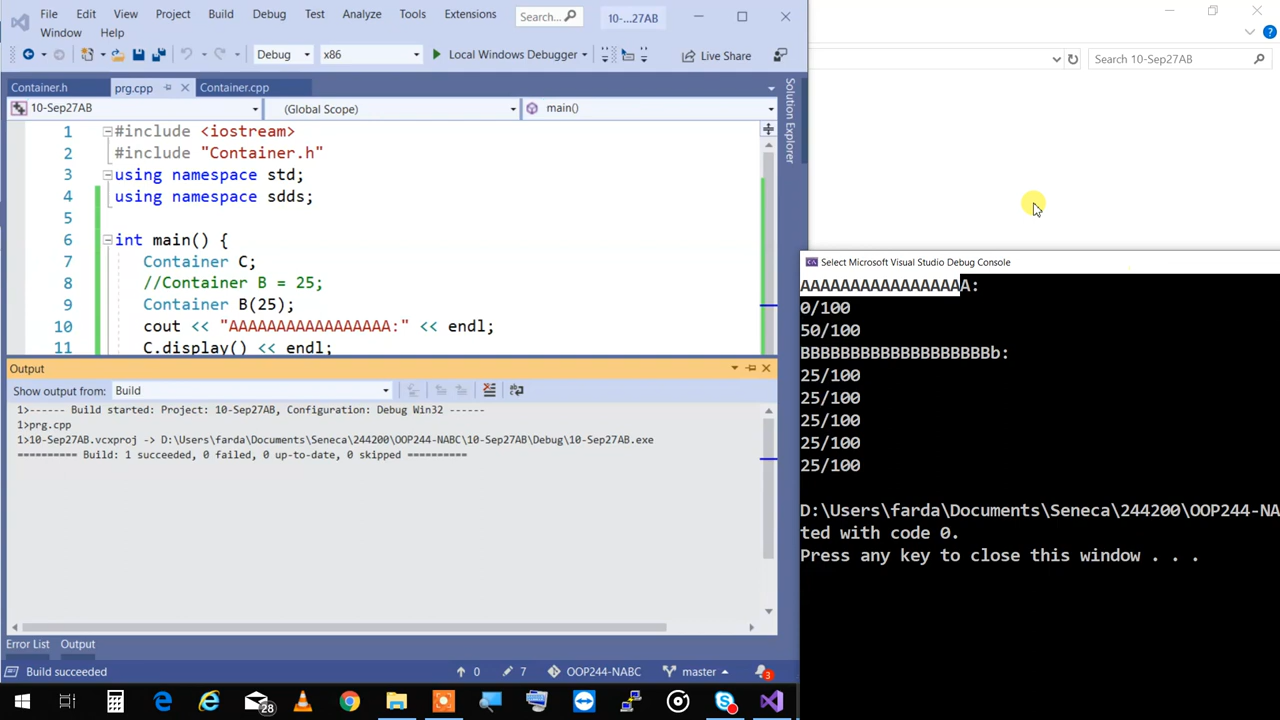 File Edit View Project Build Debug Test Analyze Tools Extensions Search... 10-...27AB
Window Help
Debug x86 Local Windows Debugger Live Share
Search 10-Sep27AB
Container.h prg.cpp Container.cpp
Solution Explorer
10-Sep27AB (Global Scope) main()
1 #include <iostream>
2 #include "Container.h"
3 using namespace std;
4 using namespace sdds;
5
6 int main() {
7 Container C;
8 //Container B = 25;
9 Container B(25);
10 cout << "AAAAAAAAAAAAAAAAA:" << endl;
11 C.display() << endl;
Output
Show output from: Build
1>------ Build started: Project: 10-Sep27AB, Configuration: Debug Win32 ------
1>prg.cpp
1>10-Sep27AB.vcxproj -> D:\Users\farda\Documents\Seneca\244200\OOP244-NABC\10-Sep27AB\Debug\10-Sep27AB.exe
========== Build: 1 succeeded, 0 failed, 0 up-to-date, 0 skipped ==========
Error List Output
Build succeeded 0 7 OOP244-NABC master 3
Select Microsoft Visual Studio Debug Console
AAAAAAAAAAAAAAAAA:
0/100
50/100
BBBBBBBBBBBBBBBBBBBb:
25/100
25/100
25/100
25/100
25/100
D:\Users\farda\Documents\Seneca\244200\OOP244-NA
ted with code 0.
Press any key to close this window . . .
28